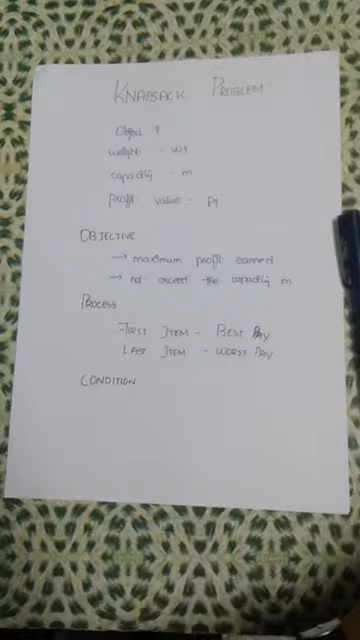 KNAPSACK PROBLEM
Object i
weight - wi
capacity - m
profit value - Pi
OBJECTIVE
→ maximum profit earned
→ not exceed the capacity m
PROCESS
FIRST ITEM - BEST PAY
LAST ITEM - WORST PAY
CONDITION